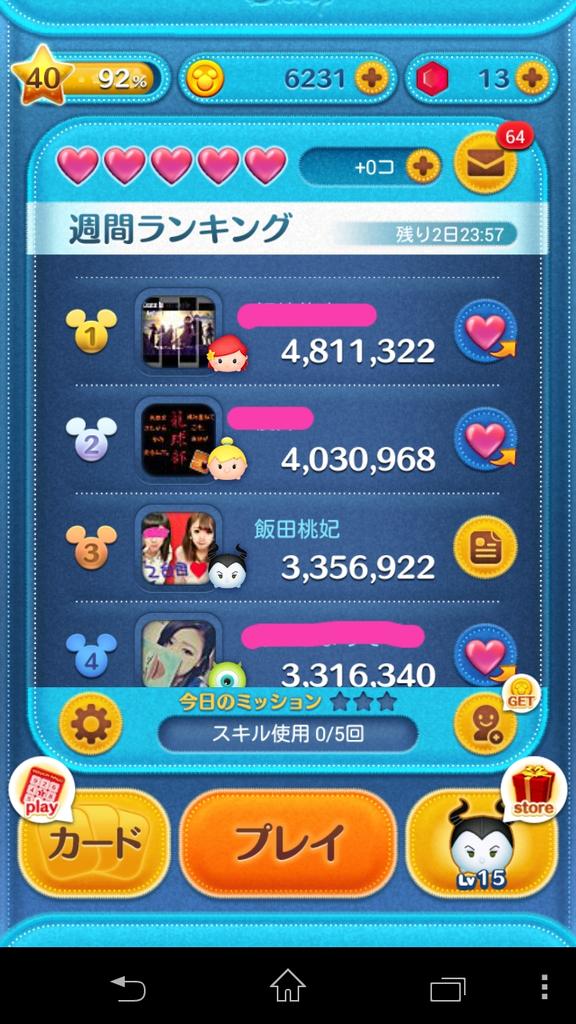 40 92% 6231 13
+0コ 64
週間ランキング 残り2日23:57
1
4,811,322
2
籠球部
4,030,968
3
飯田桃妃
3,356,922
4
3,316,340
今日のミッション
GET
スキル使用 0/5回
play
store
カード
プレイ
Lv15